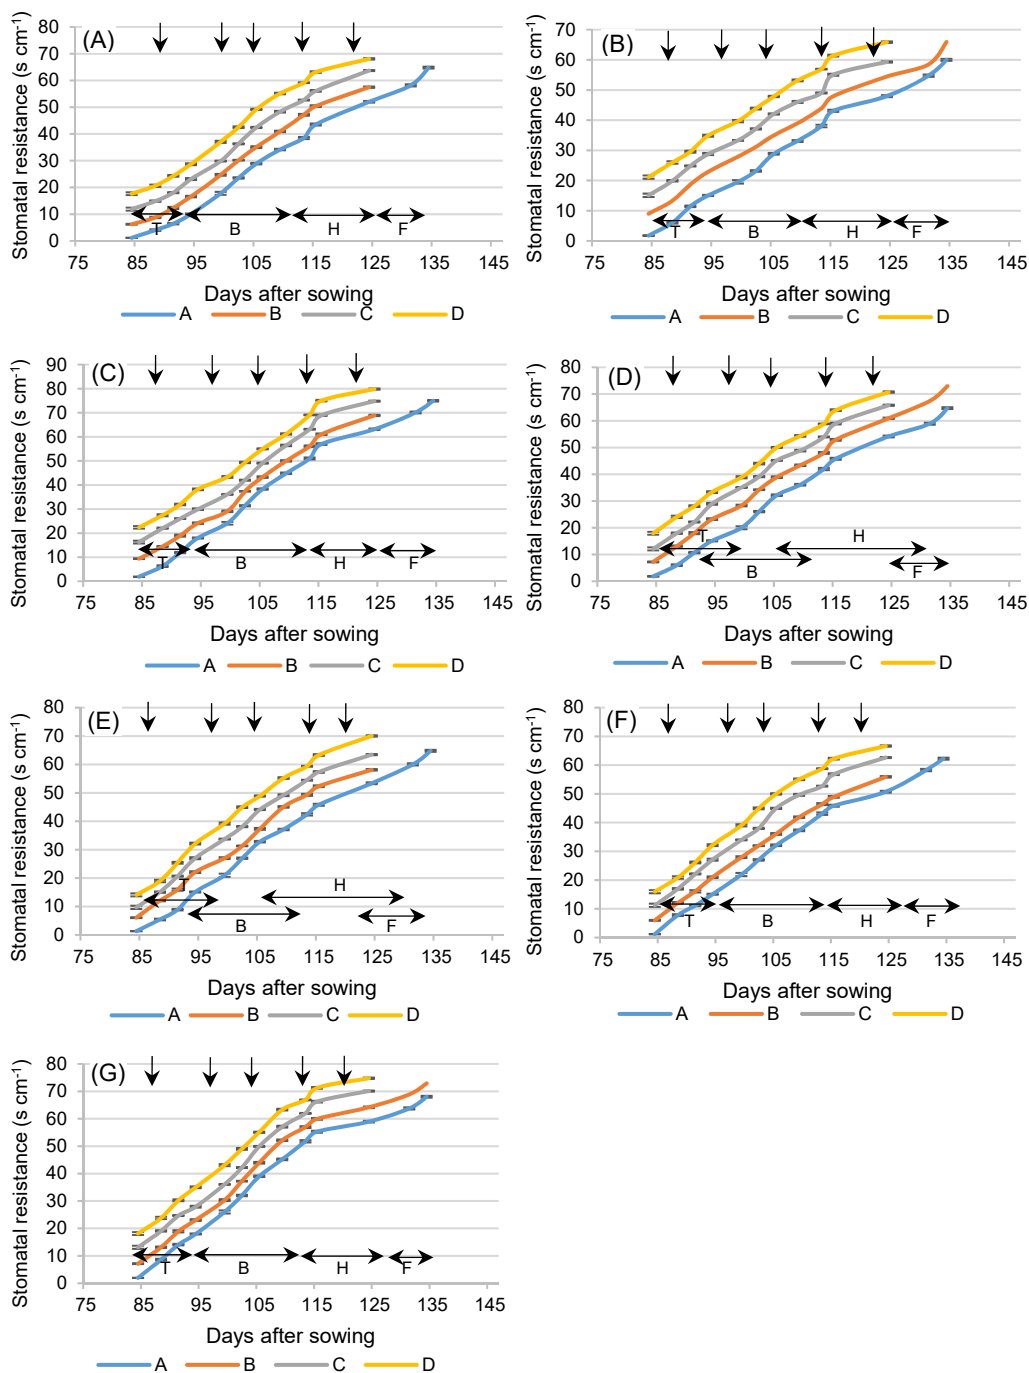 (A)
Stomatal resistance (s cm-1)
80
70
60
50
40
30
20
10
0
T B H F
75 85 95 105 115 125 135 145
Days after sowing
A B C D
(B)
Stomatal resistance (s cm-1)
70
60
50
40
30
20
10
0
T B H F
85 95 105 115 125 135 145
Days after sowing
A B C D
(C)
Stomatal resistance (s cm-1)
90
80
70
60
50
40
30
20
10
0
T B H F
75 85 95 105 115 125 135 145
Days after sowing
A B C D
(D)
Stomatal resistance (s cm-1)
80
70
60
50
40
30
20
10
0
T H
B F
75 85 95 105 115 125 135 145
Days after sowing
A B C D
(E)
Stomatal resistance (s cm-1)
80
70
60
50
40
30
20
10
0
T H
B F
75 85 95 105 115 125 135 145
Days after sowing
A B C D
(F)
Stomatal resistance (s cm-1)
80
70
60
50
40
30
20
10
0
T B H F
75 85 95 105 115 125 135 145
Days after sowing
A B C D
(G)
Stomatal resistance (s cm-1)
80
70
60
50
40
30
20
10
0
T B H F
75 85 95 105 115 125 135 145
Days after sowing
A B C D